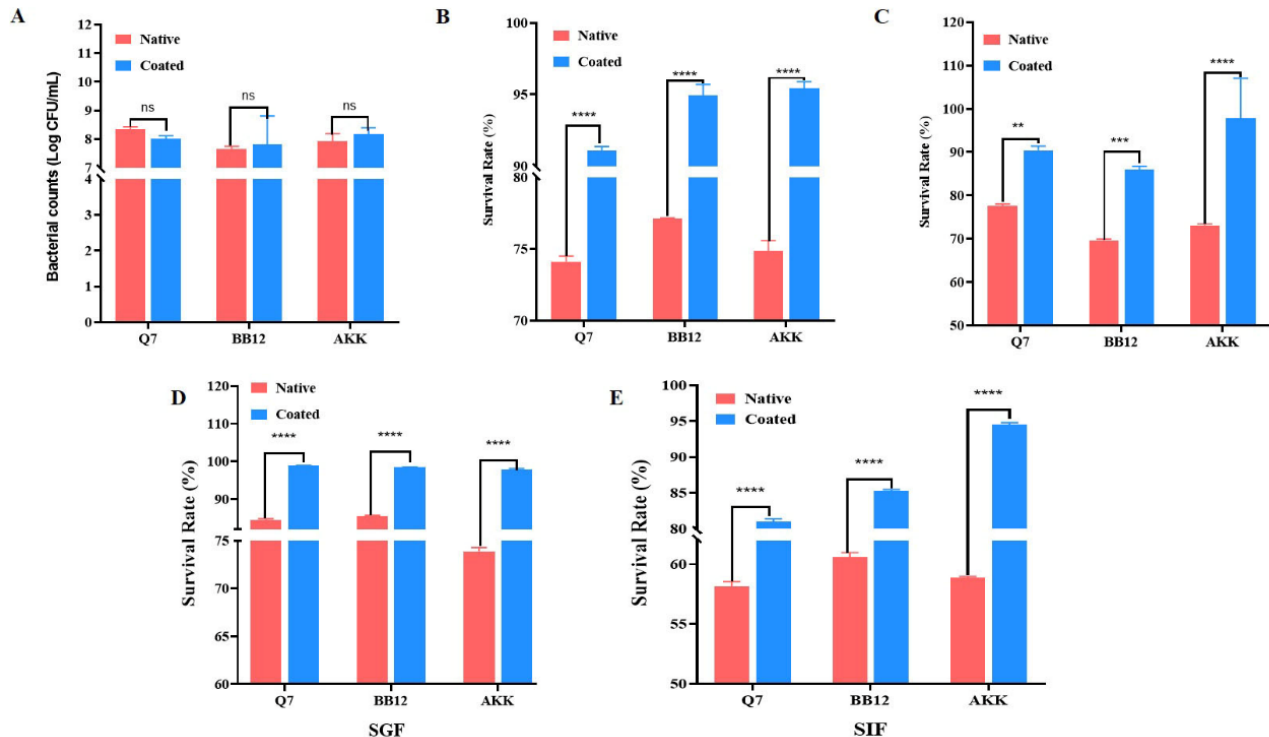 A
Bacterial counts (Log CFU/mL)
12
11
10
9
8
7
4
3
2
1
0
Native
Coated
ns
ns
ns
Q7
BB12
AKK
B
Survival Rate (%)
100
95
90
80
75
70
Native
Coated
****
****
****
Q7
BB12
AKK
C
Survival Rate (%)
120
110
100
90
80
70
60
50
Native
Coated
**
***
****
Q7
BB12
AKK
D
Survival Rate (%)
120
110
100
90
75
70
65
60
Native
Coated
****
****
****
Q7
BB12
AKK
SGF
E
Survival Rate (%)
100
95
90
85
80
60
55
50
Native
Coated
****
****
****
Q7
BB12
AKK
SIF